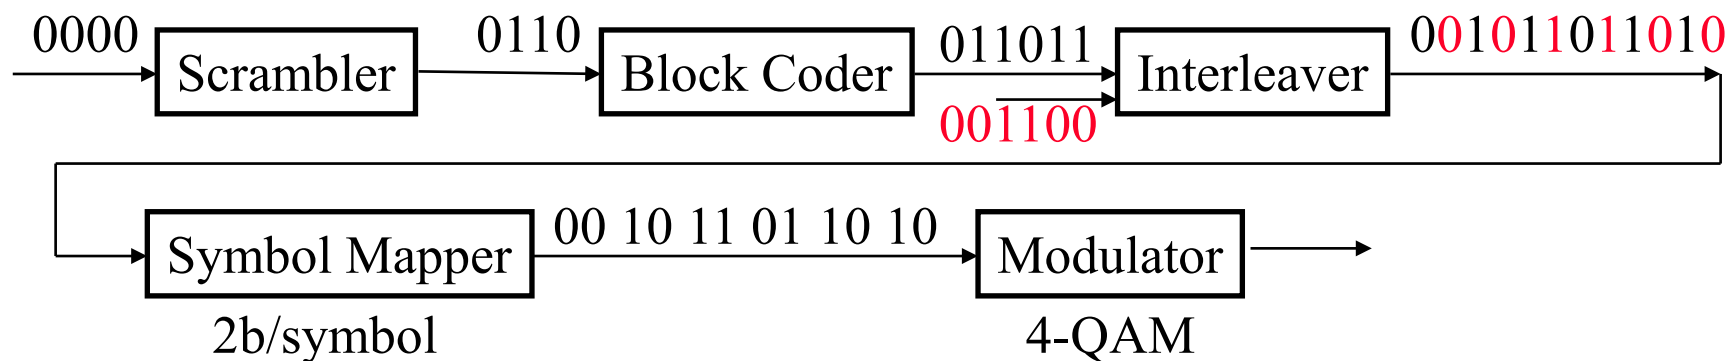 0000 Scrambler 0110 Block Coder 011011 Interleaver 001011011010
001100
Symbol Mapper 00 10 11 01 10 10 Modulator
2b/symbol 4-QAM